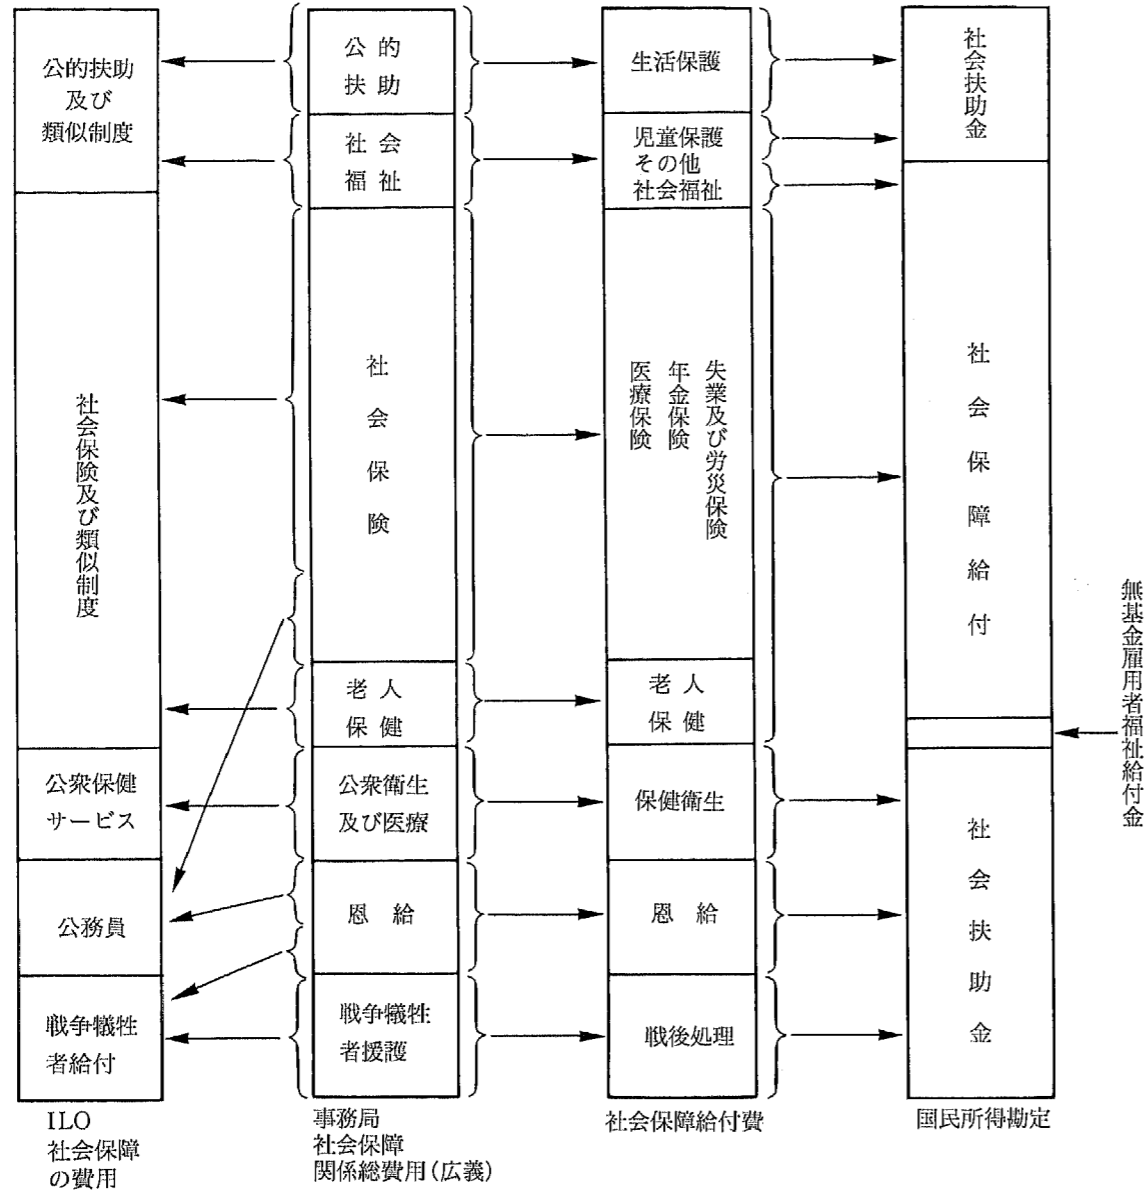 公的扶助
及び
類似制度
社会保険及び類似制度
公衆保健
サービス
公務員
戦争犠牲
者給付
ILO
社会保障
の費用
公的
扶助
社会
福祉
社会保険
老人
保健
公衆衛生
及び医療
恩給
戦争犠牲
者援護
事務局
社会保障
関係総費用(広義)
生活保護
児童保護
その他
社会福祉
失業及び労災保険
年金保険
医療保険
老人
保健
保健衛生
恩給
戦後処理
社会保障給付費
社会扶助金
社会保障給付
社会扶助金
国民所得勘定
無基金雇用者福祉給付金